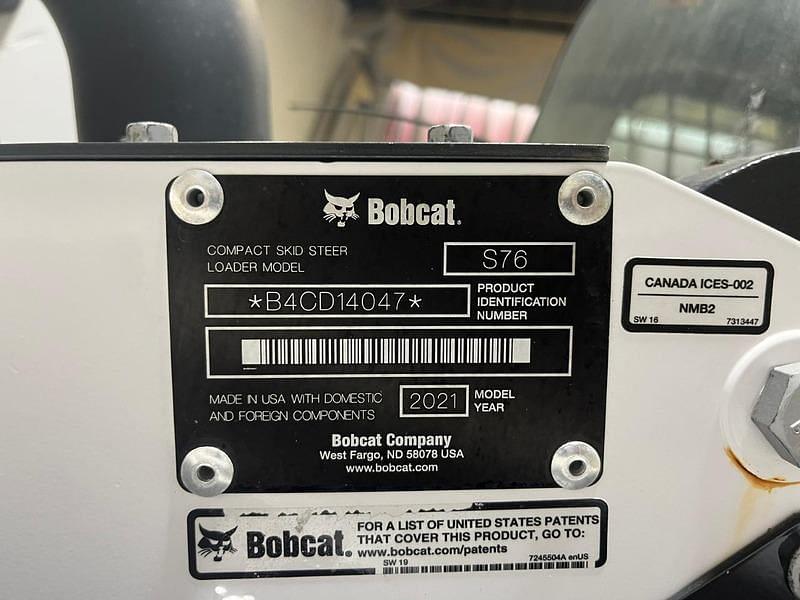 Bobcat.
COMPACT SKID STEER
LOADER MODEL
S76
*B4CD14047*
PRODUCT
IDENTIFICATION
NUMBER
MADE IN USA WITH DOMESTIC
AND FOREIGN COMPONENTS
2021
MODEL
YEAR
Bobcat Company
West Fargo, ND 58078 USA
www.bobcat.com
CANADA ICES-002
NMB2
SW 16 7313447
Bobcat.
FOR A LIST OF UNITED STATES PATENTS
THAT COVER THIS PRODUCT, GO TO:
www.bobcat.com/patents
SW 19 7245504A enUS